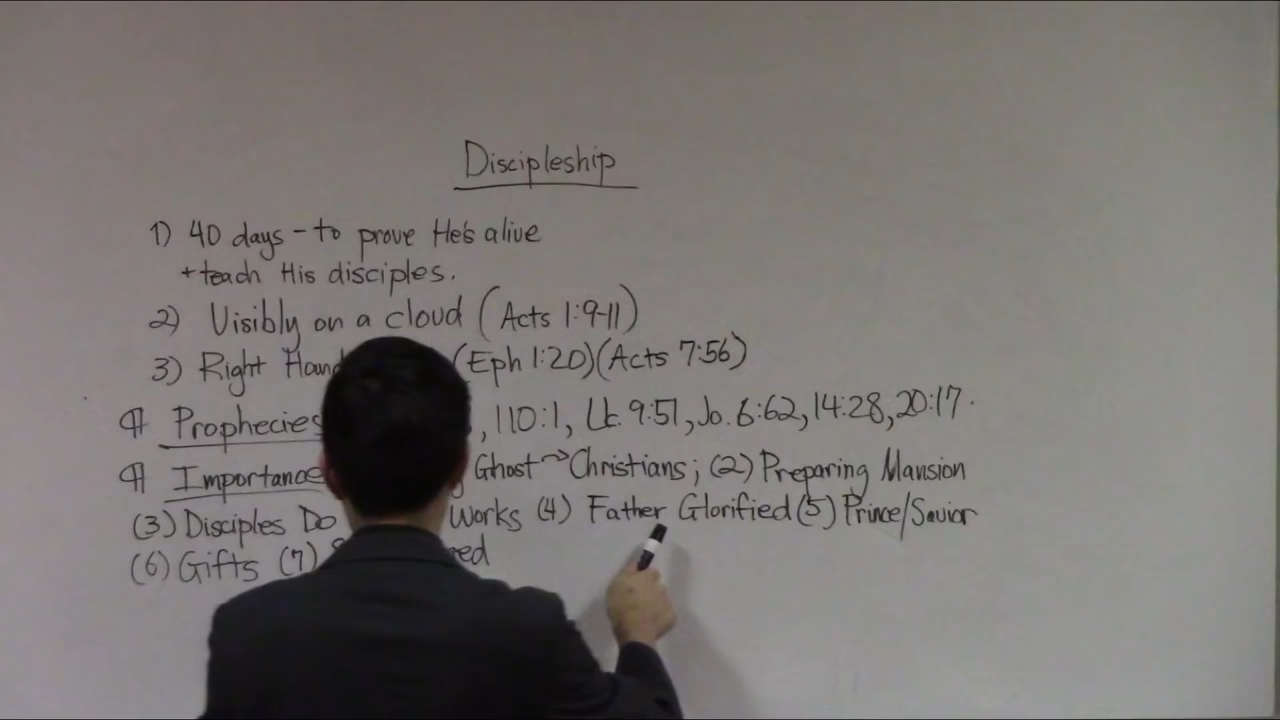 Discipleship
1) 40 days - to prove He's alive
+ teach His disciples.
2) Visibly on a cloud (Acts 1:9-11)
3) Right Hand (Eph 1:20)(Acts 7:56)
¶ Prophecies , 110:1, Lk. 9:51, Jo. 6:62, 14:28, 20:17.
¶ Importance Ghost → Christians; (2) Preparing Mansion
(3) Disciples Do Works (4) Father Glorified (5) Prince/Savior
(6) Gifts (7)